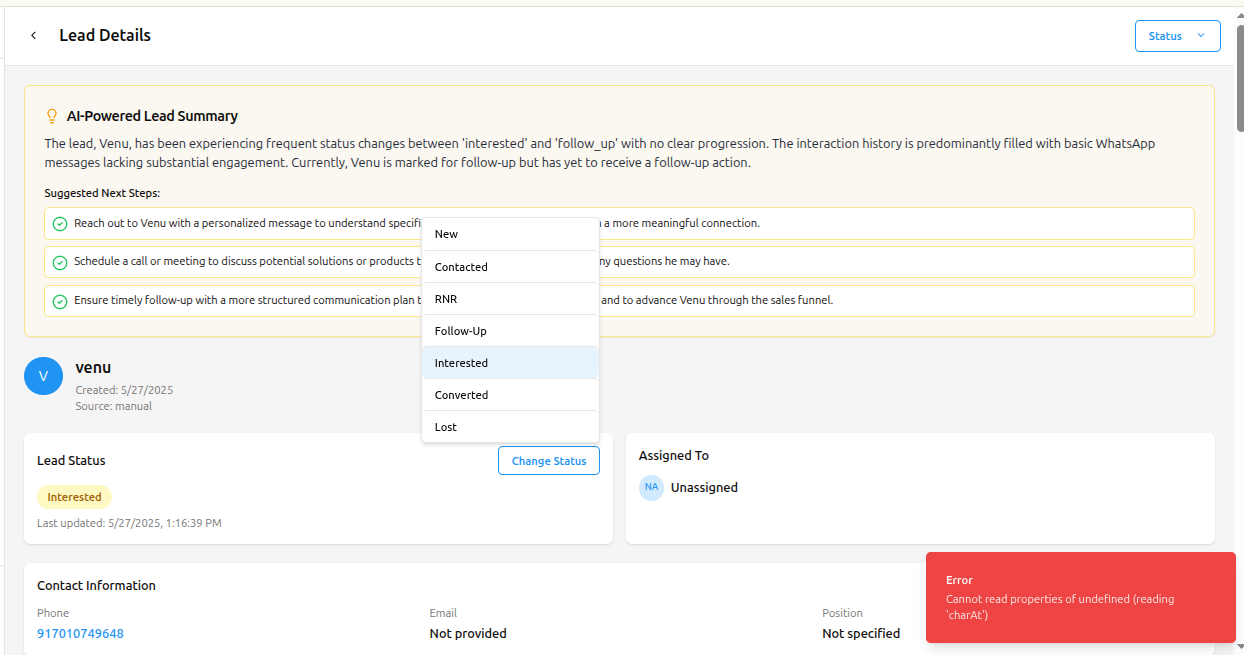 Lead Details
Status
AI-Powered Lead Summary
The lead, Venu, has been experiencing frequent status changes between 'interested' and 'follow_up' with no clear progression. The interaction history is predominantly filled with basic WhatsApp
messages lacking substantial engagement. Currently, Venu is marked for follow-up but has yet to receive a follow-up action.
Suggested Next Steps:
Reach out to Venu with a personalized message to understand specifi a more meaningful connection.
Schedule a call or meeting to discuss potential solutions or products t ny questions he may have.
Ensure timely follow-up with a more structured communication plan t and to advance Venu through the sales funnel.
New
Contacted
RNR
Follow-Up
Interested
Converted
Lost
V
venu
Created: 5/27/2025
Source: manual
Lead Status
Change Status
Interested
Last updated: 5/27/2025, 1:16:39 PM
Assigned To
NA
Unassigned
Contact Information
Phone
917010749648
Email
Not provided
Position
Not specified
Error
Cannot read properties of undefined (reading
'charAt')